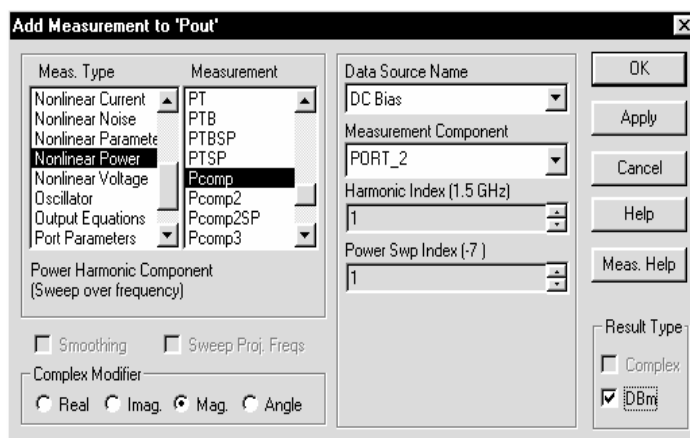 Add Measurement to 'Pout'
Meas. Type
Measurement
Nonlinear Current
Nonlinear Noise
Nonlinear Paramete
Nonlinear Power
Nonlinear Voltage
Oscillator
Output Equations
Port Parameters
PT
PTB
PTBSP
PTSP
Pcomp
Pcomp2
Pcomp2SP
Pcomp3
Power Harmonic Component
(Sweep over frequency)
Smoothing
Sweep Proj. Freqs
Complex Modifier
Real
Imag.
Mag.
Angle
Data Source Name
DC Bias
Measurement Component
PORT_2
Harmonic Index (1.5 GHz)
1
Power Swp Index (-7 )
1
OK
Apply
Cancel
Help
Meas. Help
Result Type
Complex
DBm